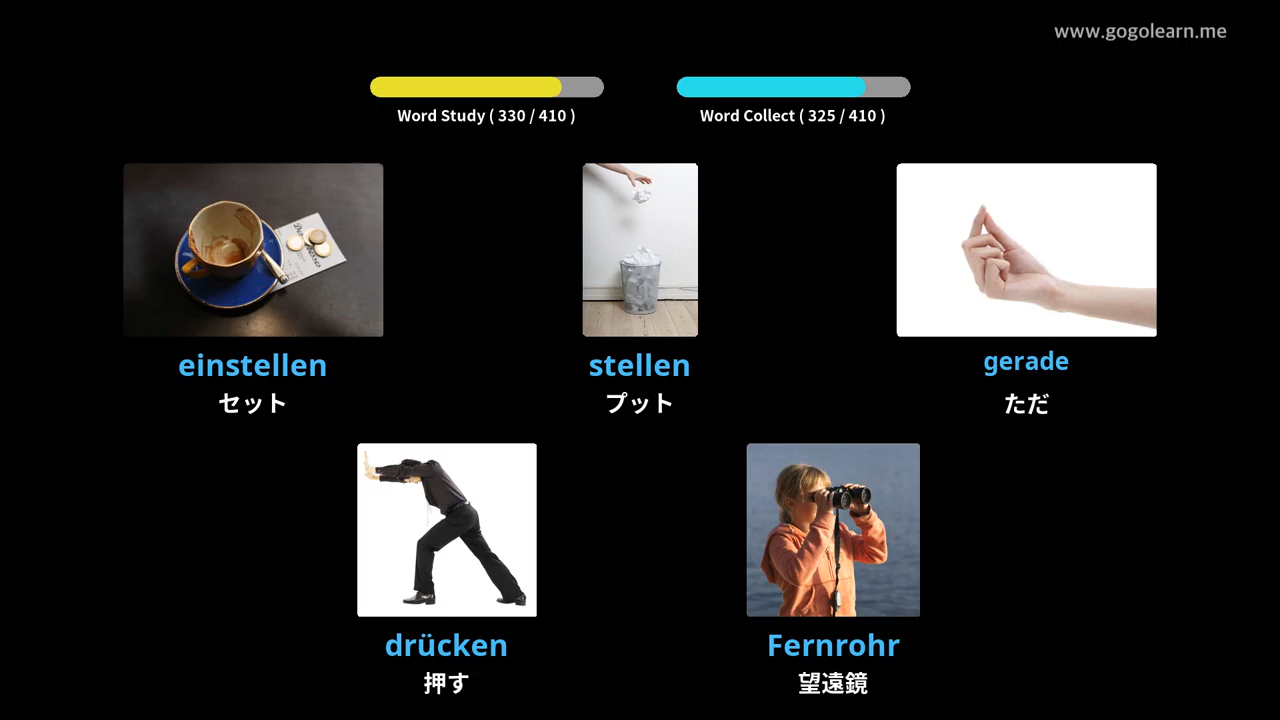 www.gogolearn.me
Word Study ( 330 / 410 )
Word Collect ( 325 / 410 )
einstellen
セット
stellen
プット
gerade
ただ
drücken
押す
Fernrohr
望遠鏡